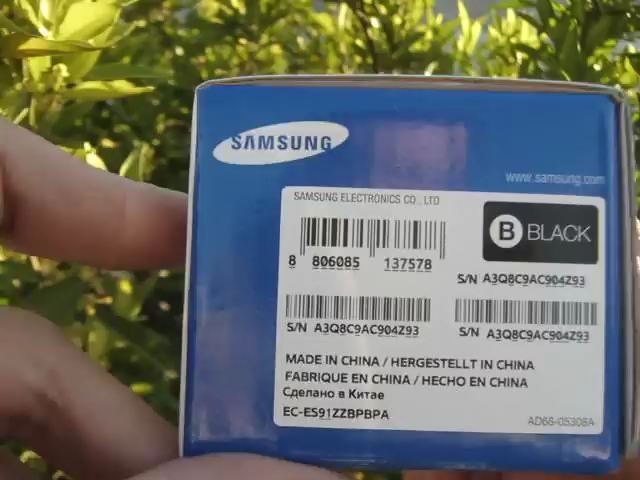 SAMSUNG
www.samsung.com
SAMSUNG ELECTRONICS CO., LTD
B BLACK
8 806085 137578
S/N A3Q8C9AC904Z93
S/N A3Q8C9AC904Z93
S/N A3Q8C9AC904Z93
MADE IN CHINA / HERGESTELLT IN CHINA
FABRIQUE EN CHINA / HECHO EN CHINA
Сделано в Китае
EC-ES91ZZBPBPA
AD68-05308A